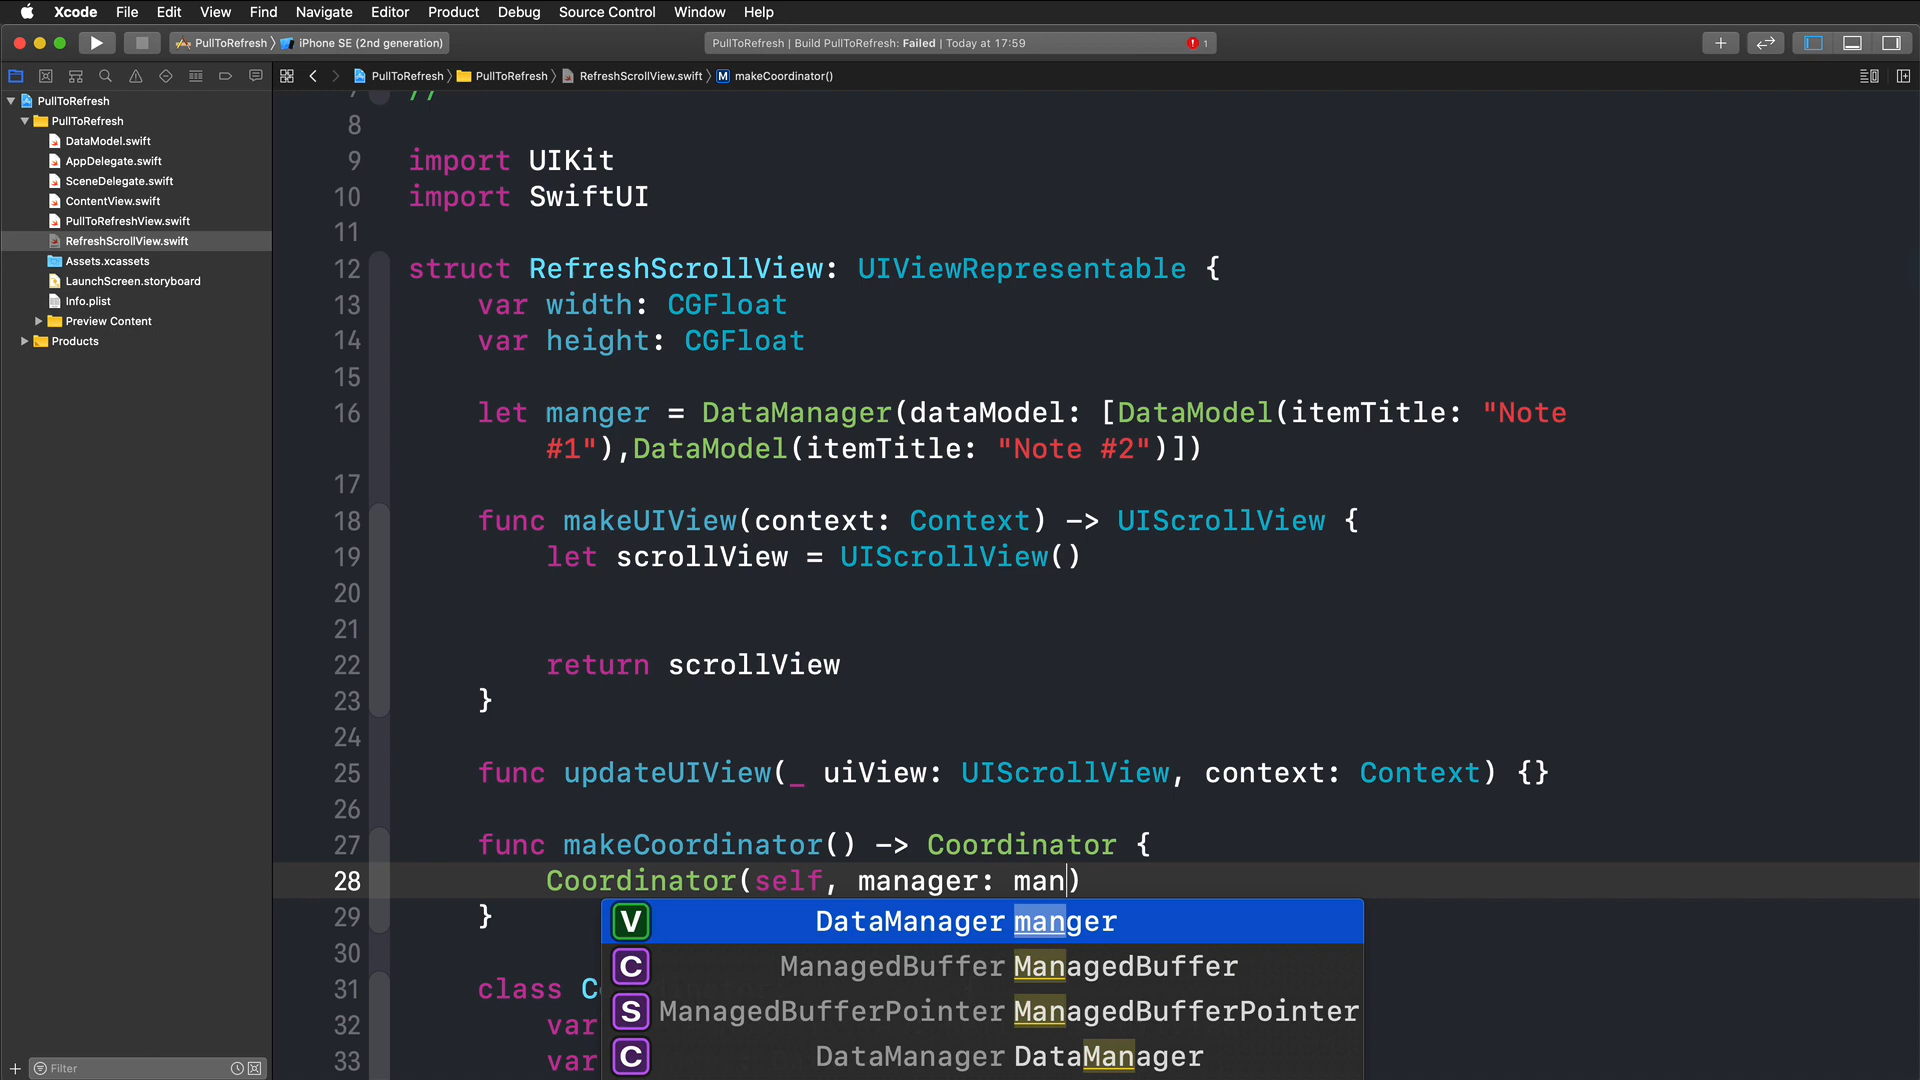 Xcode File Edit View Find Navigate Editor Product Debug Source Control Window Help
PullToRefresh iPhone SE (2nd generation)
PullToRefresh | Build PullToRefresh: Failed | Today at 17:59 1
PullToRefresh PullToRefresh RefreshScrollView.swift M makeCoordinator()
PullToRefresh
PullToRefresh
DataModel.swift
AppDelegate.swift
SceneDelegate.swift
ContentView.swift
PullToRefreshView.swift
RefreshScrollView.swift
Assets.xcassets
LaunchScreen.storyboard
Info.plist
Preview Content
Products
Filter
7 //
8
9 import UIKit
10 import SwiftUI
11
12 struct RefreshScrollView: UIViewRepresentable {
13 var width: CGFloat
14 var height: CGFloat
15
16 let manger = DataManager(dataModel: [DataModel(itemTitle: "Note
#1"),DataModel(itemTitle: "Note #2")])
17
18 func makeUIView(context: Context) -> UIScrollView {
19 let scrollView = UIScrollView()
20
21
22 return scrollView
23 }
24
25 func updateUIView(_ uiView: UIScrollView, context: Context) {}
26
27 func makeCoordinator() -> Coordinator {
28 Coordinator(self, manager: man)
29 }
30
31 class C
32 var
33 var
V DataManager manger
C ManagedBuffer ManagedBuffer
S ManagedBufferPointer ManagedBufferPointer
C DataManager DataManager